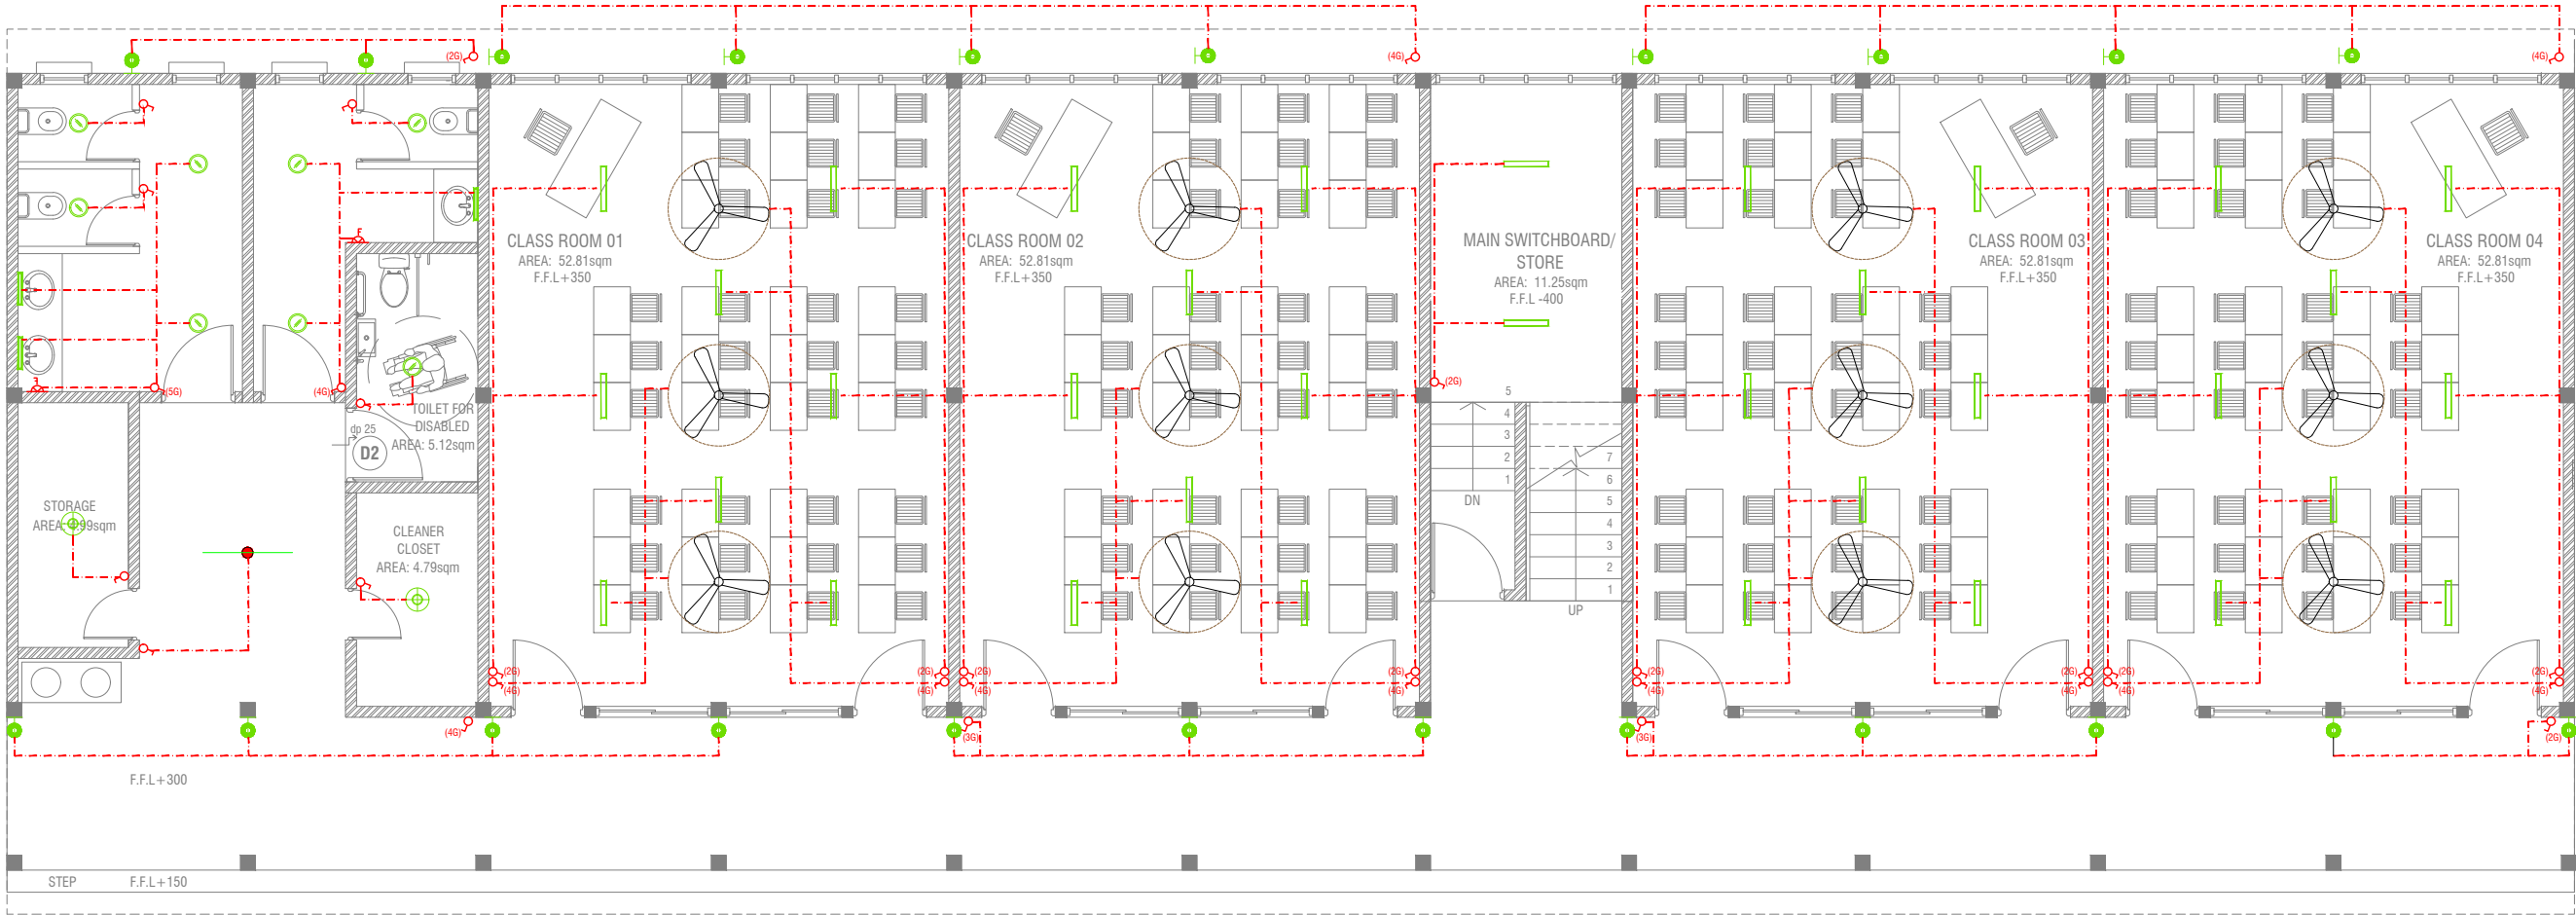 (2G)
(4G)
(4G)
CLASS ROOM 01
AREA: 52.81sqm
F.F.L+350
CLASS ROOM 02
AREA: 52.81sqm
F.F.L+350
MAIN SWITCHBOARD/
STORE
AREA: 11.25sqm
F.F.L -400
CLASS ROOM 03
AREA: 52.81sqm
F.F.L+350
CLASS ROOM 04
AREA: 52.81sqm
F.F.L+350
(5G)
(4G)
(2G)
TOILET FOR
DISABLED
AREA: 5.12sqm
dp 25
D2
5
4
3
2
1
DN
7
6
5
4
3
2
1
UP
STORAGE
AREA: 4.99sqm
CLEANER
CLOSET
AREA: 4.79sqm
(2G)
(4G)
(2G)
(4G)
(2G)
(4G)
(2G)
(4G)
(2G)
(4G)
(2G)
(4G)
(2G)
(4G)
(2G)
(4G)
(4G)
(3G)
(3G)
(2G)
F.F.L+300
STEP
F.F.L+150